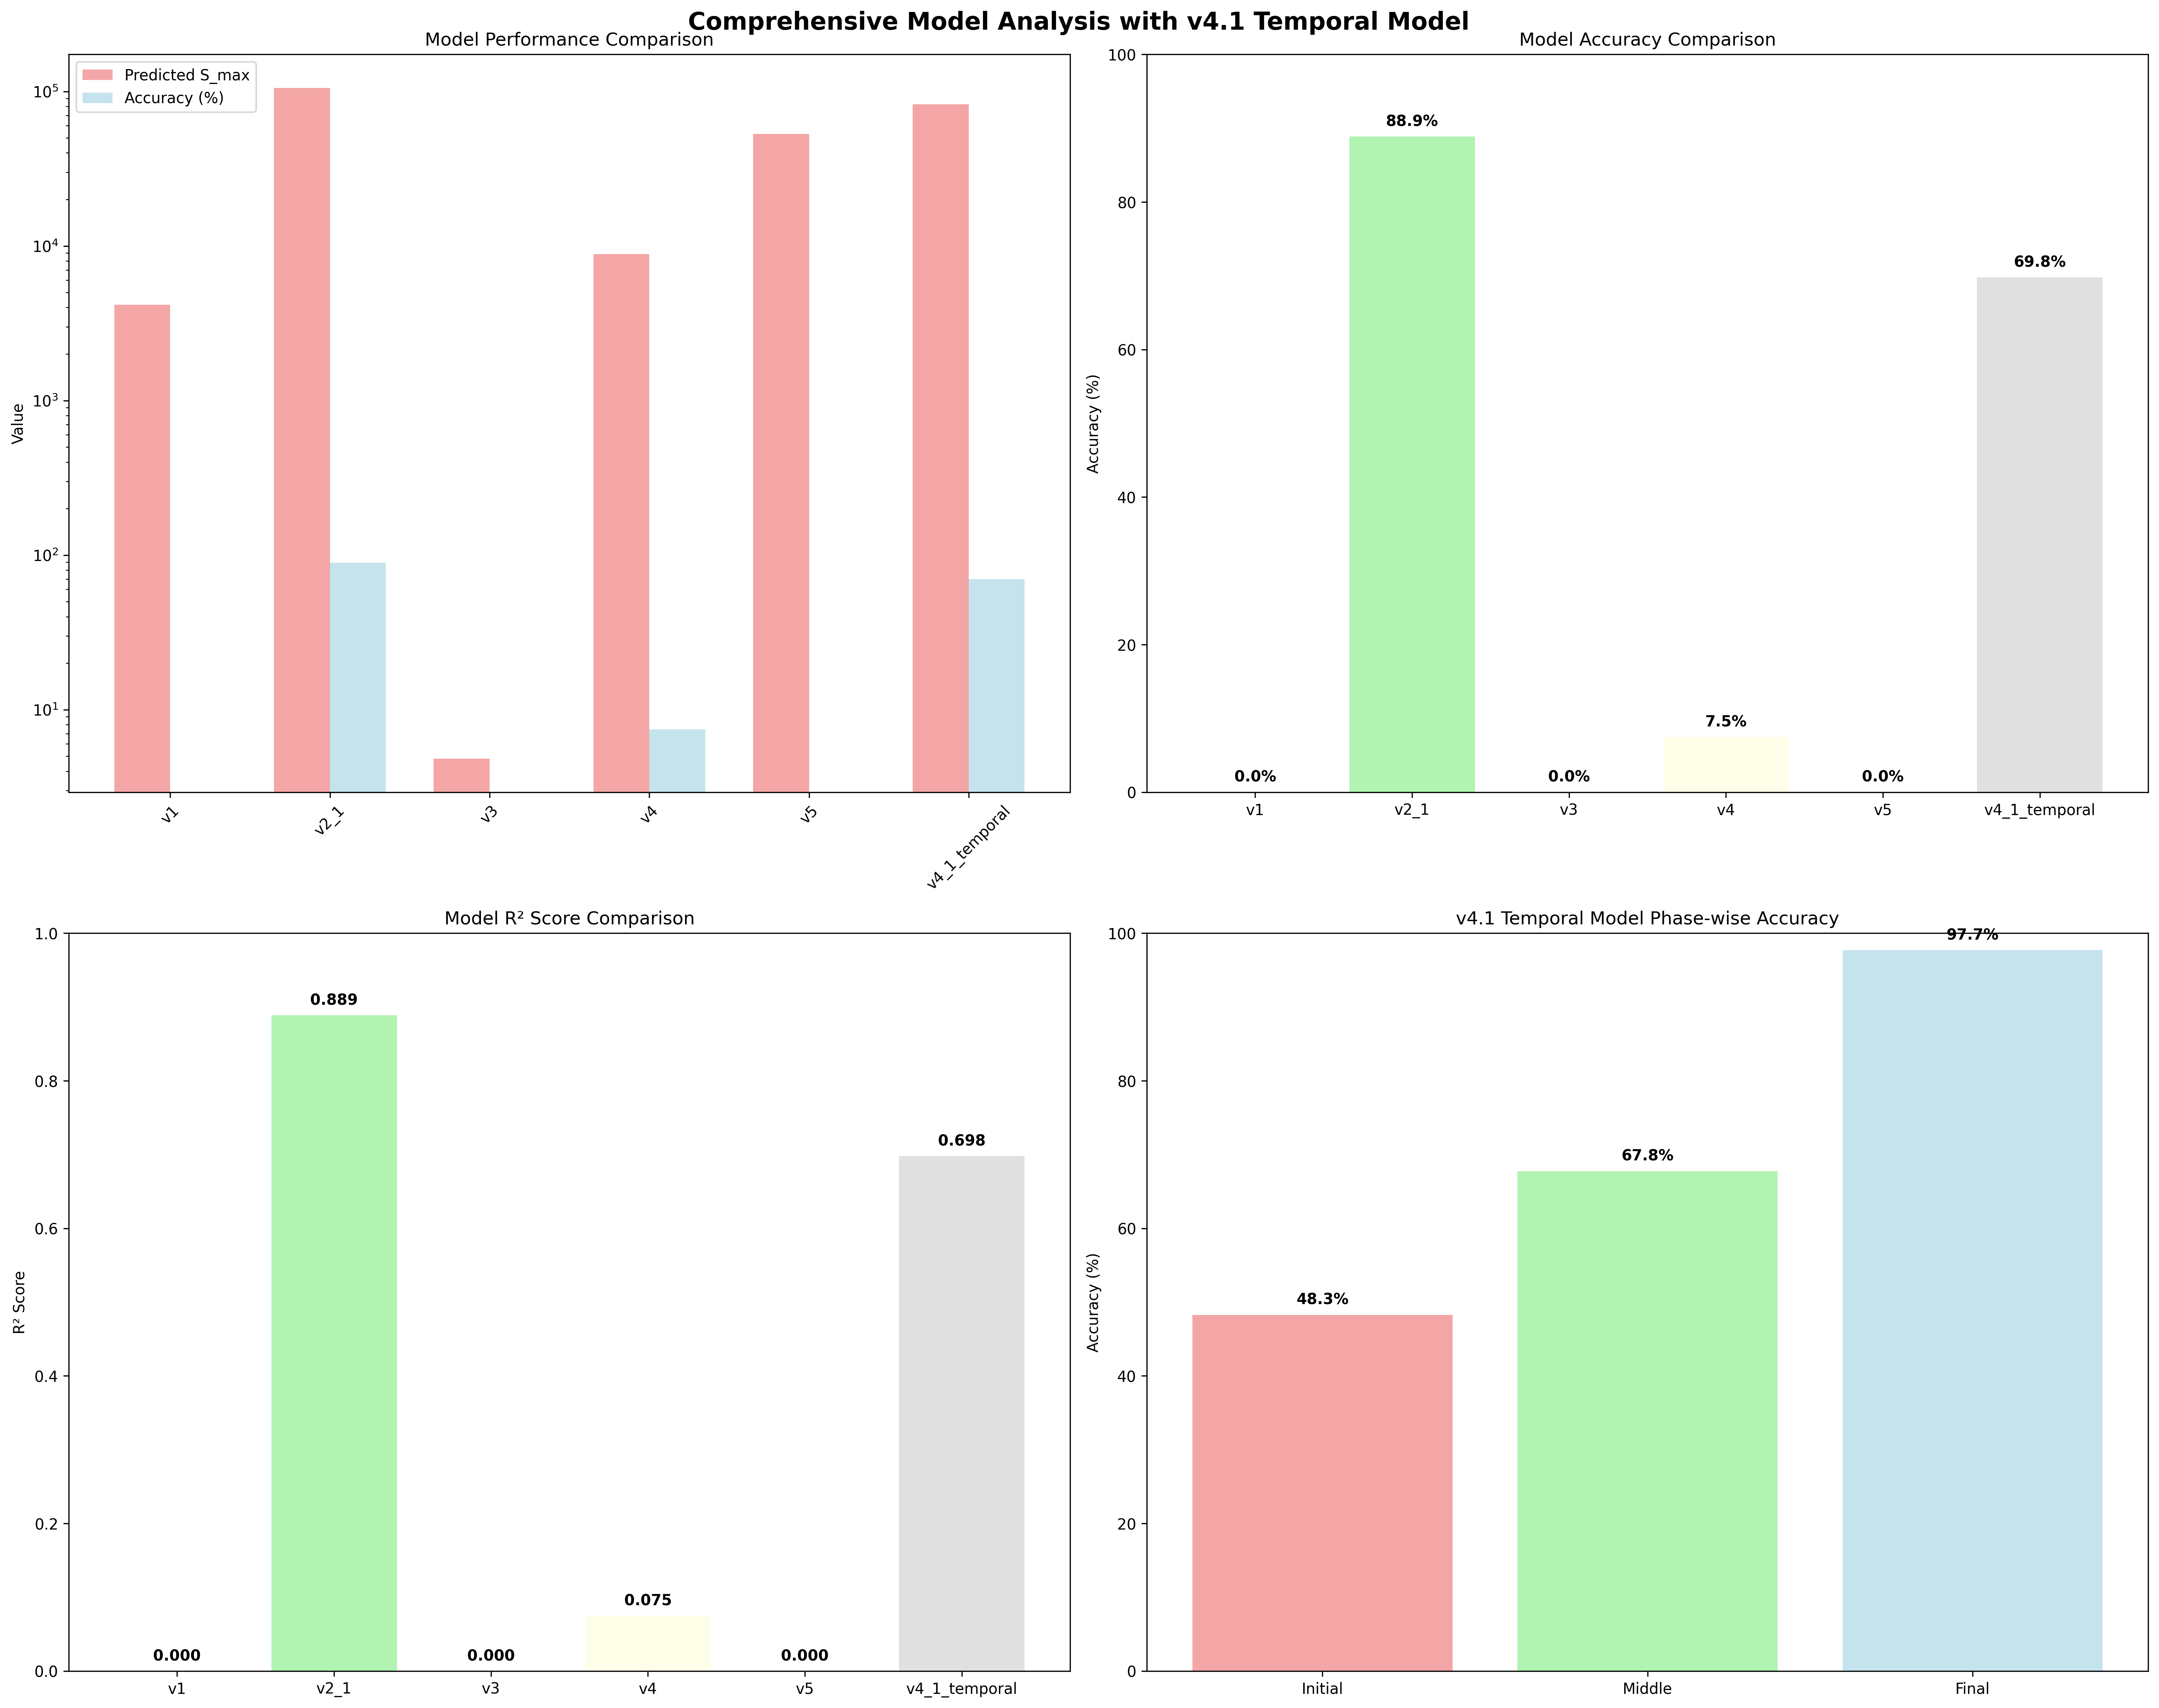 Comprehensive Model Analysis with v4.1 Temporal Model
Model Performance Comparison
Predicted S_max
Accuracy (%)
Value
10⁵
10⁴
10³
10²
10¹
v1
v2_1
v3
v4
v5
v4_1_temporal
Model Accuracy Comparison
Accuracy (%)
100
80
60
40
20
0
0.0%
88.9%
0.0%
7.5%
0.0%
69.8%
v1
v2_1
v3
v4
v5
v4_1_temporal
Model R² Score Comparison
R² Score
1.0
0.8
0.6
0.4
0.2
0.0
0.000
0.889
0.000
0.075
0.000
0.698
v1
v2_1
v3
v4
v5
v4_1_temporal
v4.1 Temporal Model Phase-wise Accuracy
Accuracy (%)
100
80
60
40
20
0
48.3%
67.8%
97.7%
Initial
Middle
Final